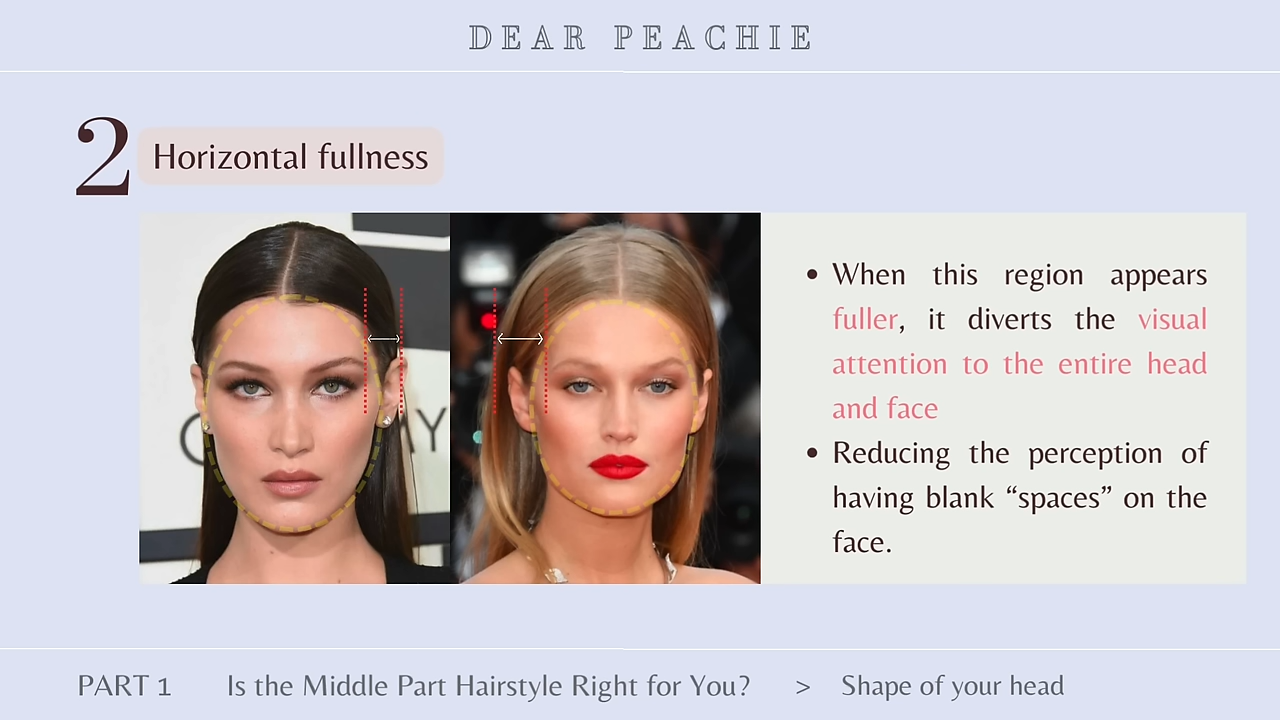 DEAR PEACHIE
2
Horizontal fullness
• When this region appears
fuller, it diverts the visual
attention to the entire head
and face
• Reducing the perception of
having blank “spaces” on the
face.
PART 1 Is the Middle Part Hairstyle Right for You? > Shape of your head